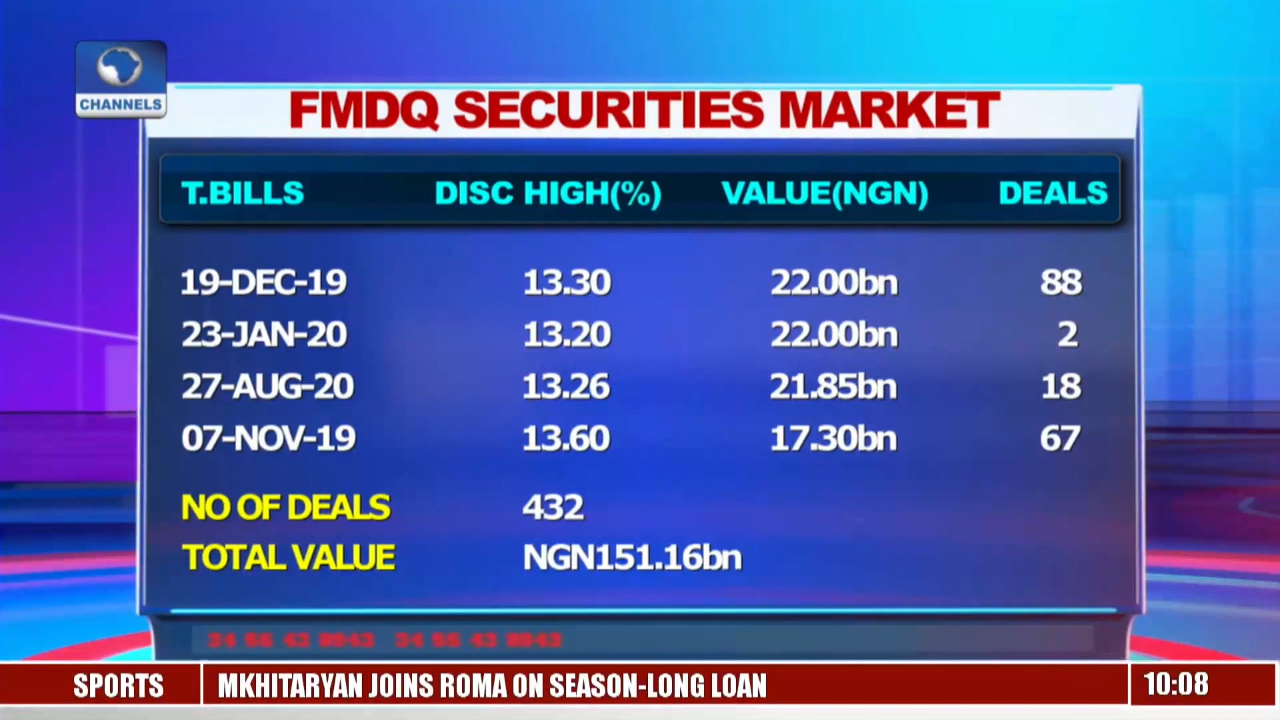 CHANNELS
FMDQ SECURITIES MARKET
T.BILLS DISC HIGH(%) VALUE(NGN) DEALS
19-DEC-19 13.30 22.00bn 88
23-JAN-20 13.20 22.00bn 2
27-AUG-20 13.26 21.85bn 18
07-NOV-19 13.60 17.30bn 67
NO OF DEALS 432
TOTAL VALUE NGN151.16bn
SPORTS MKHITARYAN JOINS ROMA ON SEASON-LONG LOAN 10:08